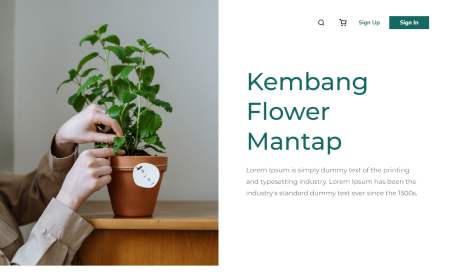 Sign Up
Sign In
Kembang
Flower
Mantap
Lorem Ipsum is simply dummy text of the printing
and typesetting industry. Lorem Ipsum has been the
industry's standard dummy text ever since the 1500s,